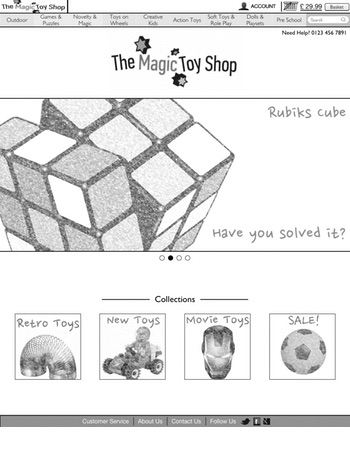 The Magic Toy Shop
ACCOUNT
£29.99
Basket
Outdoor
Games & Puzzles
Novelty & Magic
Toys on Wheels
Creative Kids
Action Toys
Soft Toys & Role Play
Dolls & Playsets
Pre School
Search
Need Help? 0123 456 7891
The Magic Toy Shop
Rubiks Cube
Have you solved it?
Collections
Retro Toys
New Toys
Movie Toys
SALE!
Customer Service | About Us | Contact Us | Follow Us